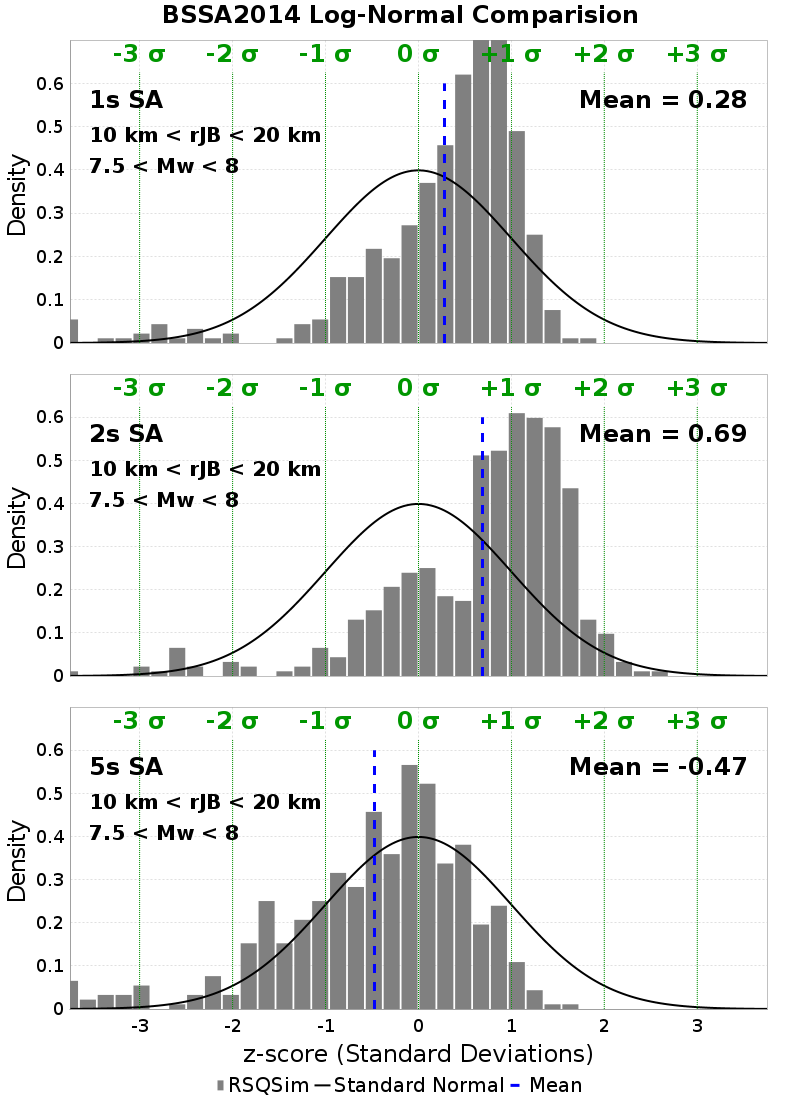 BSSA2014 Log-Normal Comparision
-3 σ -2 σ -1 σ 0 σ +1 σ +2 σ +3 σ
1s SA Mean = 0.28
10 km < rJB < 20 km
7.5 < Mw < 8
Density
0.6
0.5
0.4
0.3
0.2
0.1
0
-3 σ -2 σ -1 σ 0 σ +1 σ +2 σ +3 σ
2s SA Mean = 0.69
10 km < rJB < 20 km
7.5 < Mw < 8
Density
0.6
0.5
0.4
0.3
0.2
0.1
0
-3 σ -2 σ -1 σ 0 σ +1 σ +2 σ +3 σ
5s SA Mean = -0.47
10 km < rJB < 20 km
7.5 < Mw < 8
Density
0.6
0.5
0.4
0.3
0.2
0.1
0
-3 -2 -1 0 1 2 3
z-score (Standard Deviations)
RSQSim Standard Normal Mean